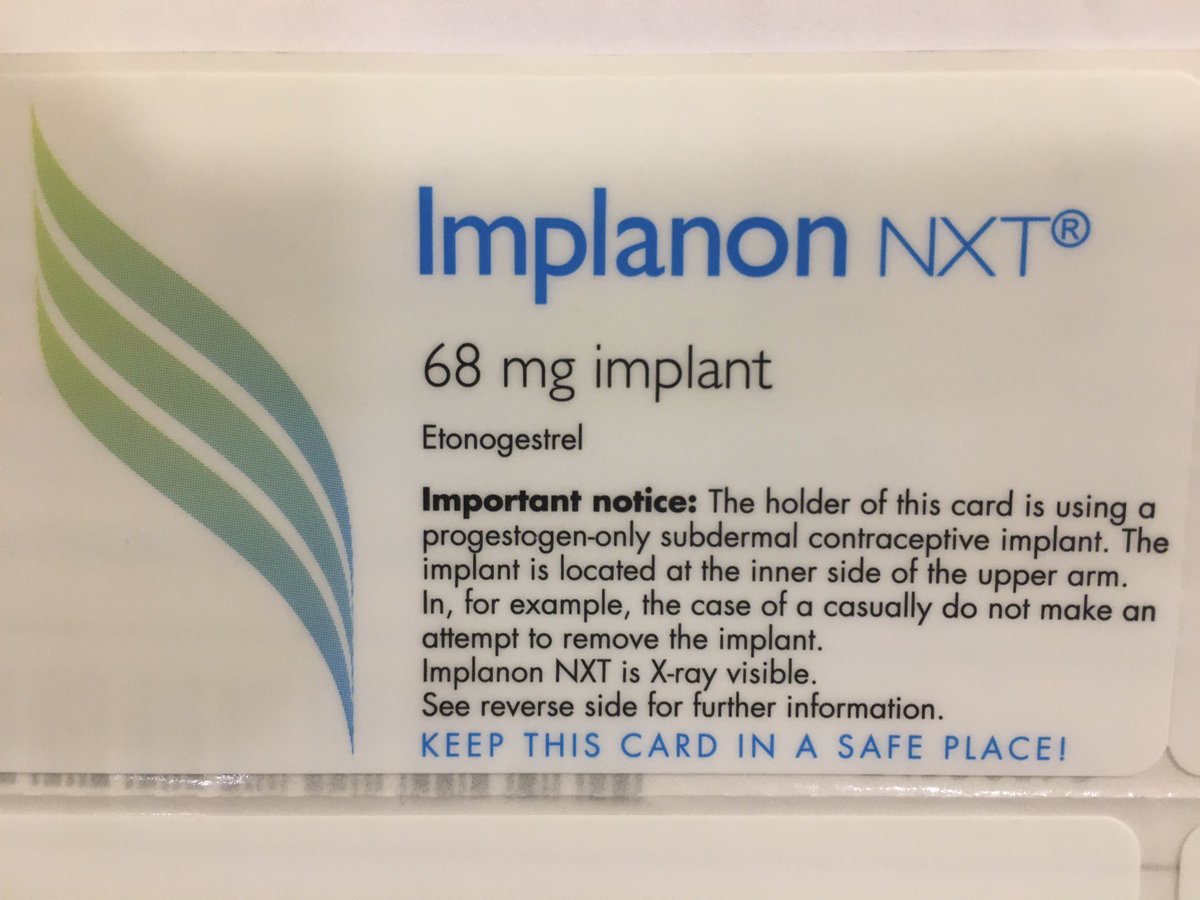 Implanon NXT®
68 mg implant
Etonogestrel
Important notice: The holder of this card is using a
progestogen-only subdermal contraceptive implant. The
implant is located at the inner side of the upper arm.
In, for example, the case of a casually do not make an
attempt to remove the implant.
Implanon NXT is X-ray visible.
See reverse side for further information.
KEEP THIS CARD IN A SAFE PLACE!